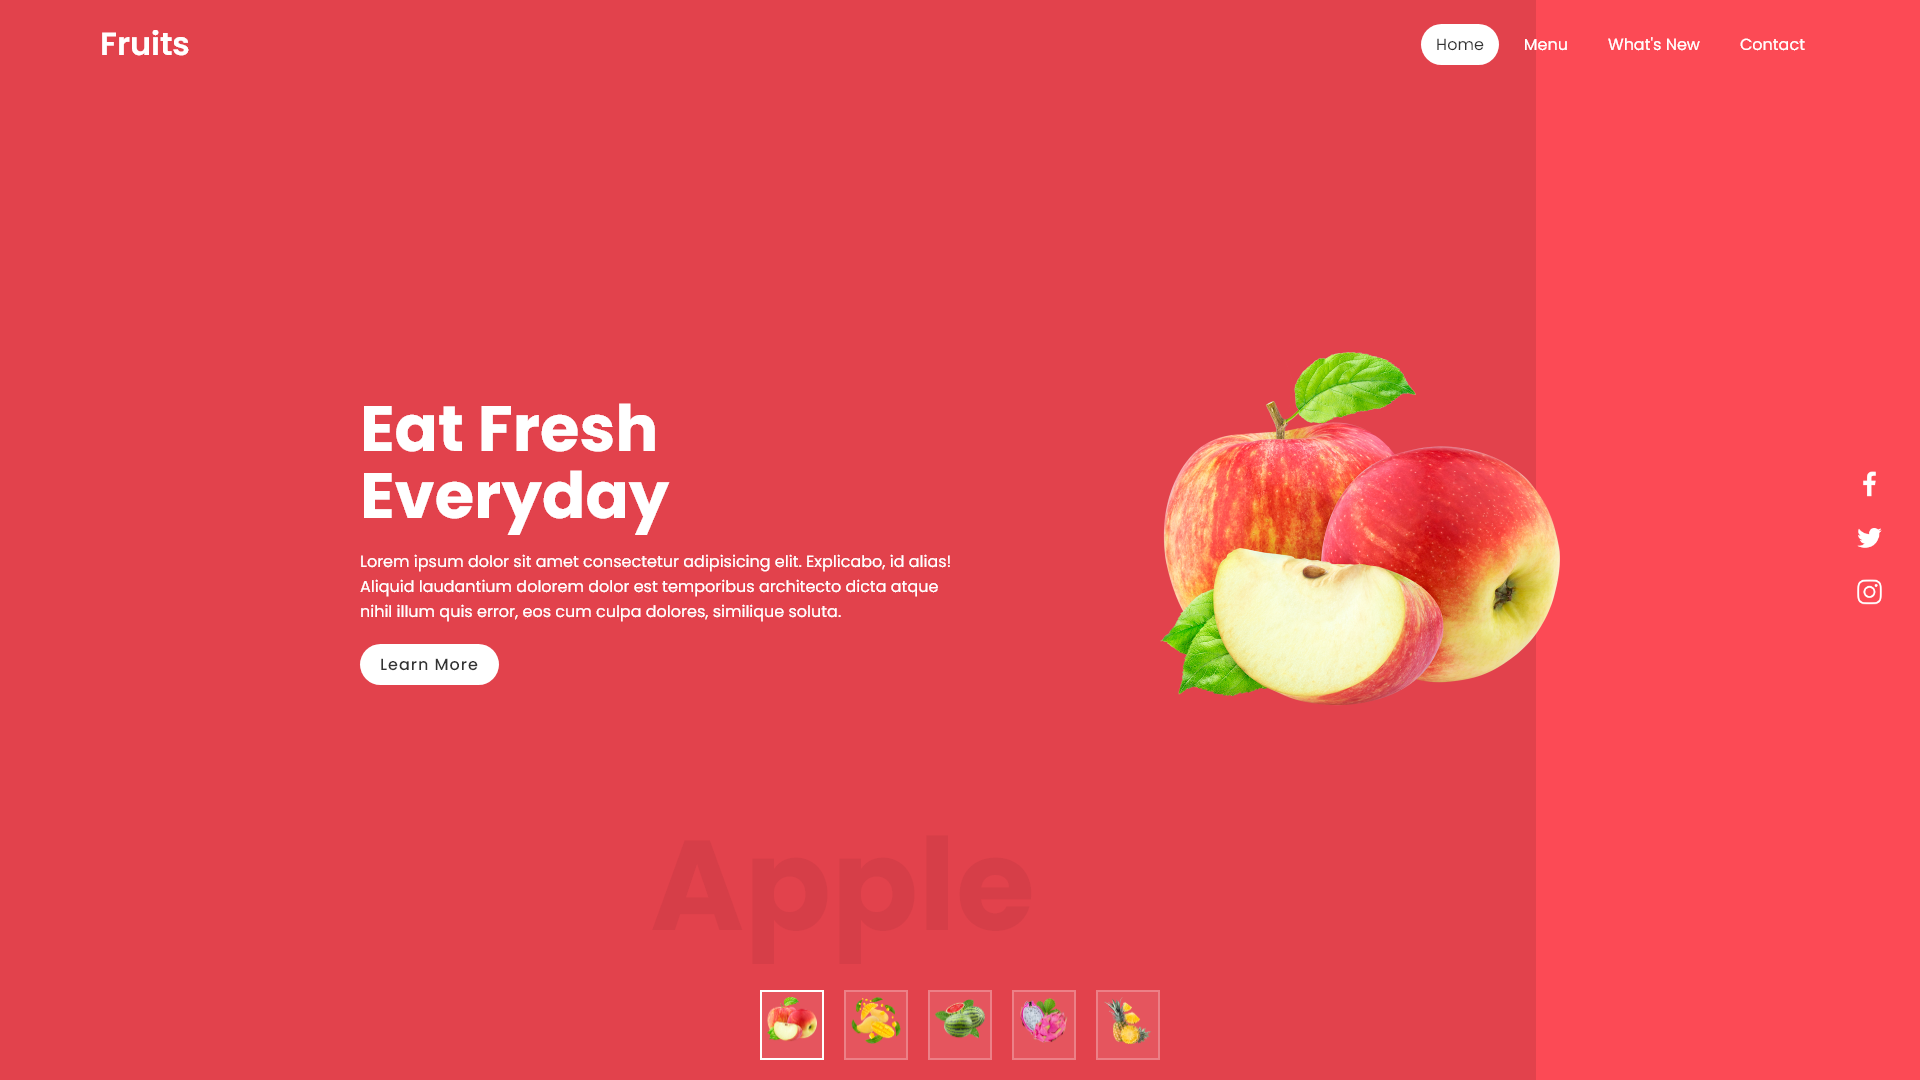 Fruits
Home Menu What's New Contact
Eat Fresh
Everyday
Lorem ipsum dolor sit amet consectetur adipisicing elit. Explicabo, id alias!
Aliquid laudantium dolorem dolor est temporibus architecto dicta atque
nihil illum quis error, eos cum culpa dolores, similique soluta.
Learn More
Apple